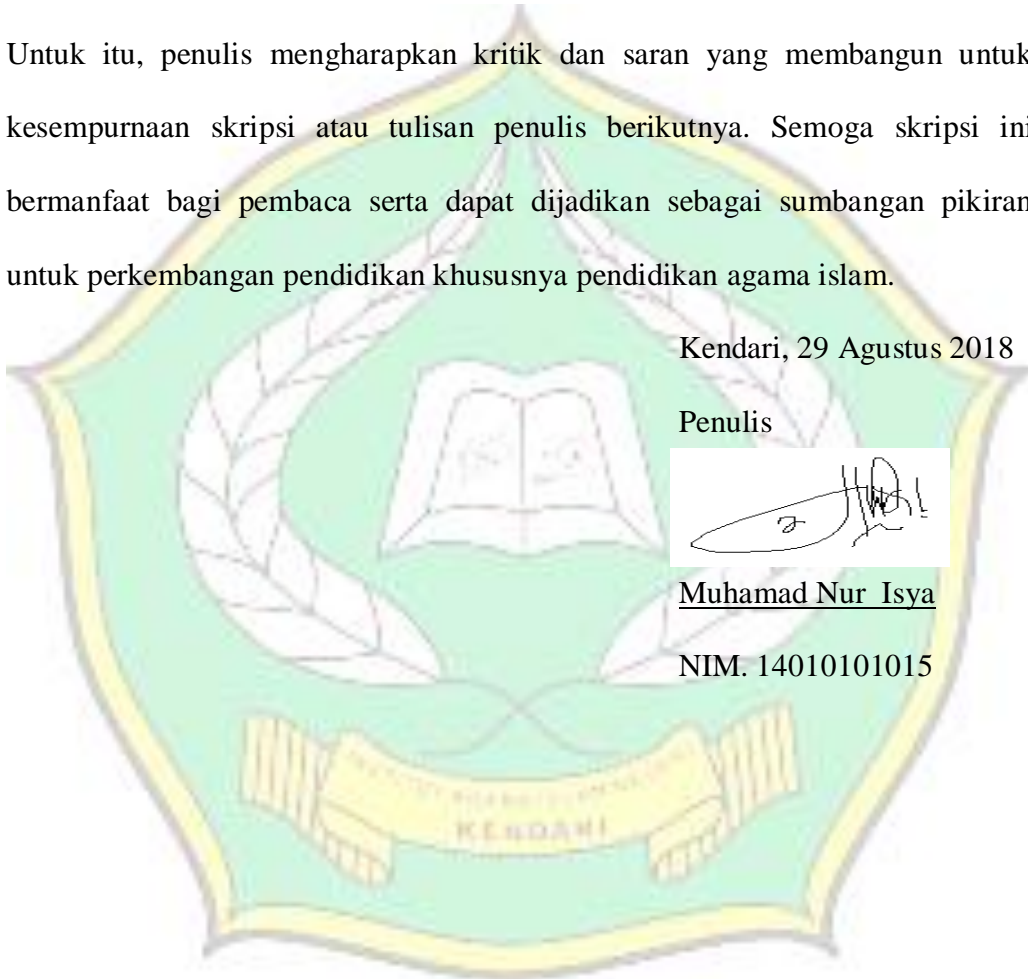 Untuk itu, penulis mengharapkan kritik dan saran yang membangun untuk
kesempurnaan skripsi atau tulisan penulis berikutnya. Semoga skripsi ini
bermanfaat bagi pembaca serta dapat dijadikan sebagai sumbangan pikiran
untuk perkembangan pendidikan khususnya pendidikan agama islam.
Kendari, 29 Agustus 2018
Penulis
Muhamad Nur Isya
NIM. 14010101015
KENDARI